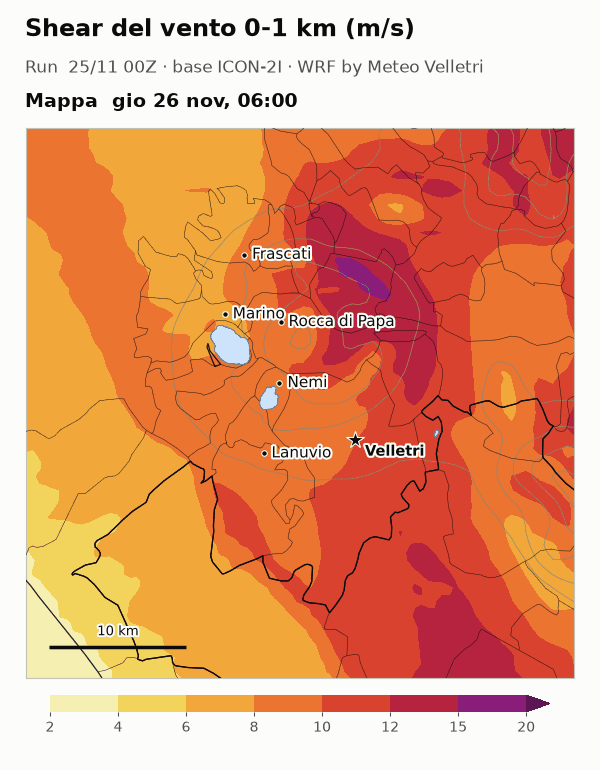 Shear del vento 0-1 km (m/s)
Run  25/11 00Z · base ICON-2I · WRF by Meteo Velletri
Mappa  gio 26 nov, 06:00
Frascati
Marino
Rocca di Papa
Nemi
Velletri
Lanuvio
10 km
2 4 6 8 10 12 15 20